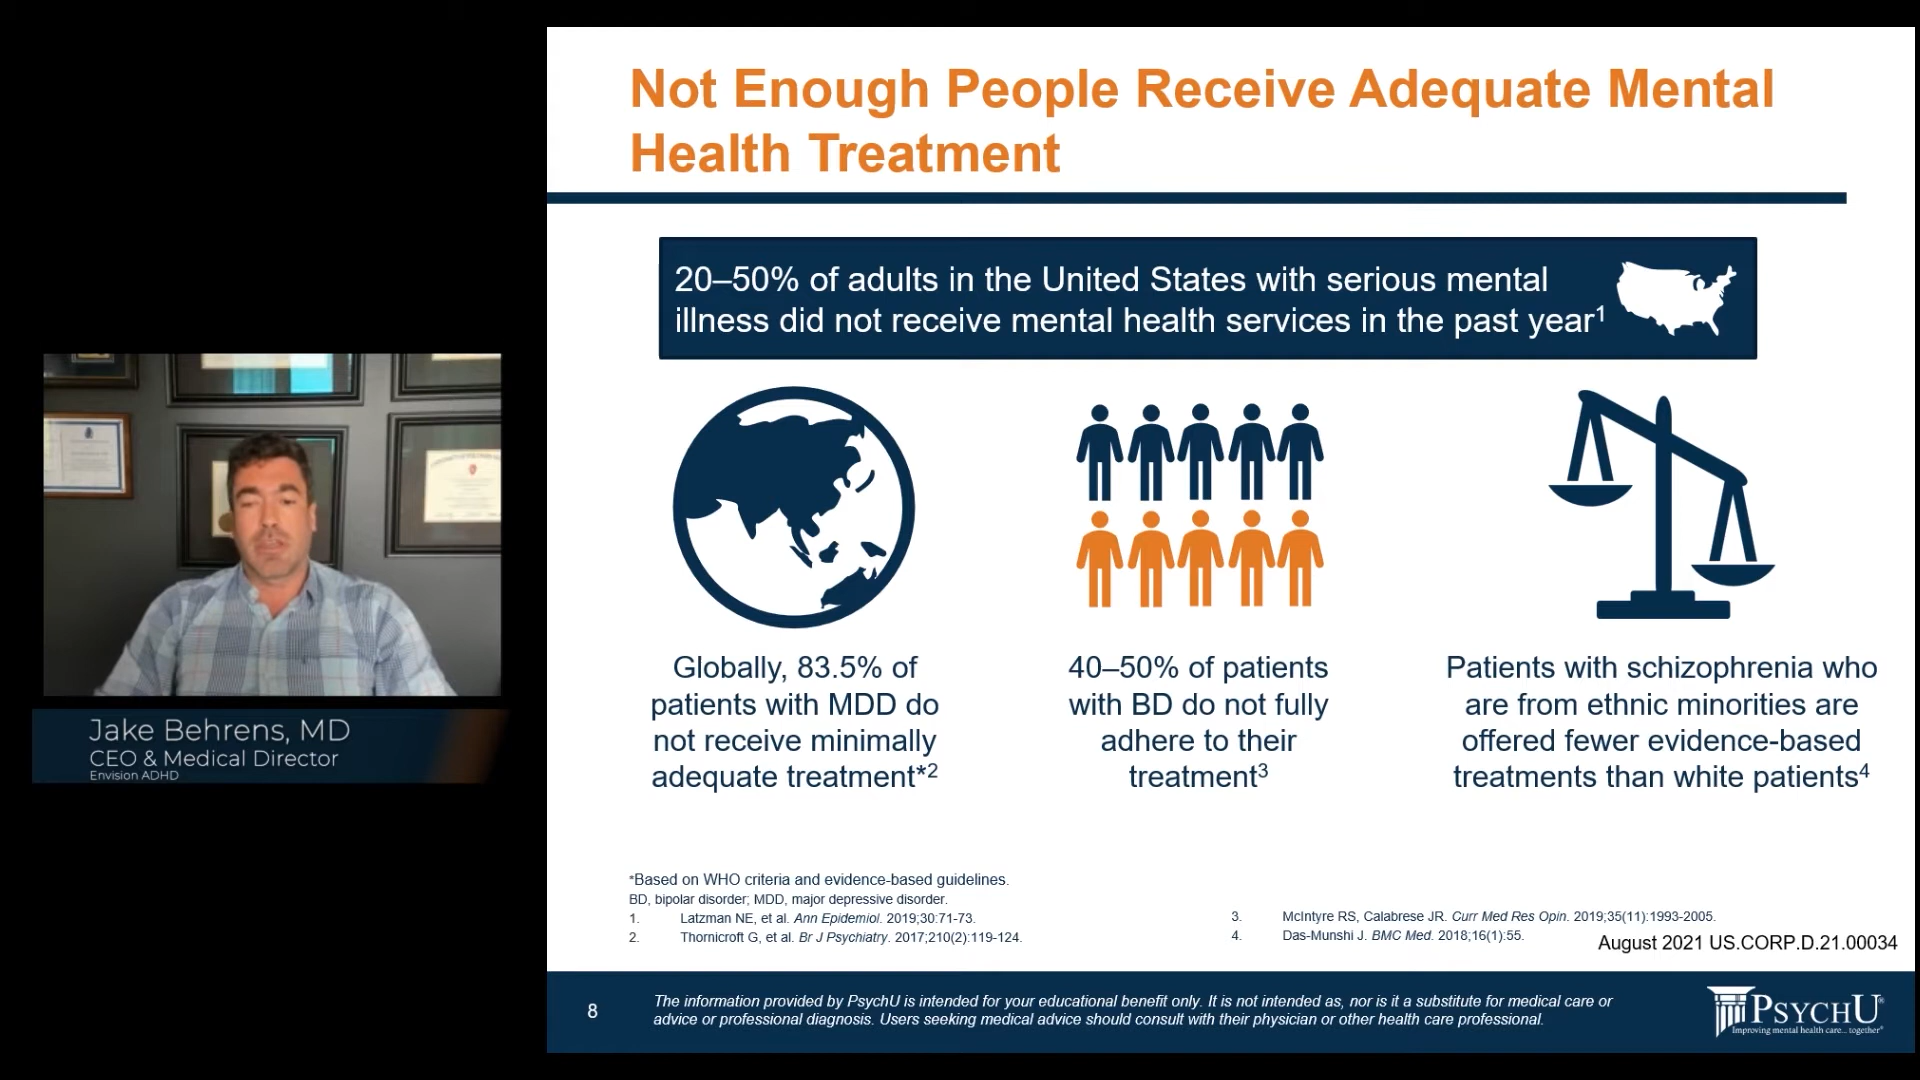 Not Enough People Receive Adequate Mental
Health Treatment
20–50% of adults in the United States with serious mental
illness did not receive mental health services in the past year1
Globally, 83.5% of
patients with MDD do
not receive minimally
adequate treatment*2
40–50% of patients
with BD do not fully
adhere to their
treatment3
Patients with schizophrenia who
are from ethnic minorities are
offered fewer evidence-based
treatments than white patients4
Jake Behrens, MD
CEO & Medical Director
Envision ADHD
*Based on WHO criteria and evidence-based guidelines.
BD, bipolar disorder; MDD, major depressive disorder.
1. Latzman NE, et al. Ann Epidemiol. 2019;30:71-73.
2. Thornicroft G, et al. Br J Psychiatry. 2017;210(2):119-124.
3. McIntyre RS, Calabrese JR. Curr Med Res Opin. 2019;35(11):1993-2005.
4. Das-Munshi J. BMC Med. 2018;16(1):55.
August 2021 US.CORP.D.21.00034
8
The information provided by PsychU is intended for your educational benefit only. It is not intended as, nor is it a substitute for medical care or
advice or professional diagnosis. Users seeking medical advice should consult with their physician or other health care professional.
PSYCHU®
Improving mental health care... together®